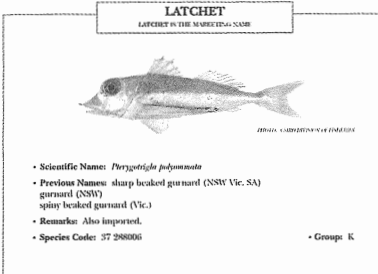 LATCHET
LATCHET IS THE MARKETING NAME
• Scientific Name: Pterygotrigla polyommata
• Previous Names: sharp beaked gurnard (NSW Vic. SA)
gurnard (NSW)
spiny beaked gurnard (Vic.)
• Remarks: Also imported.
• Species Code: 37 288006
• Group: K